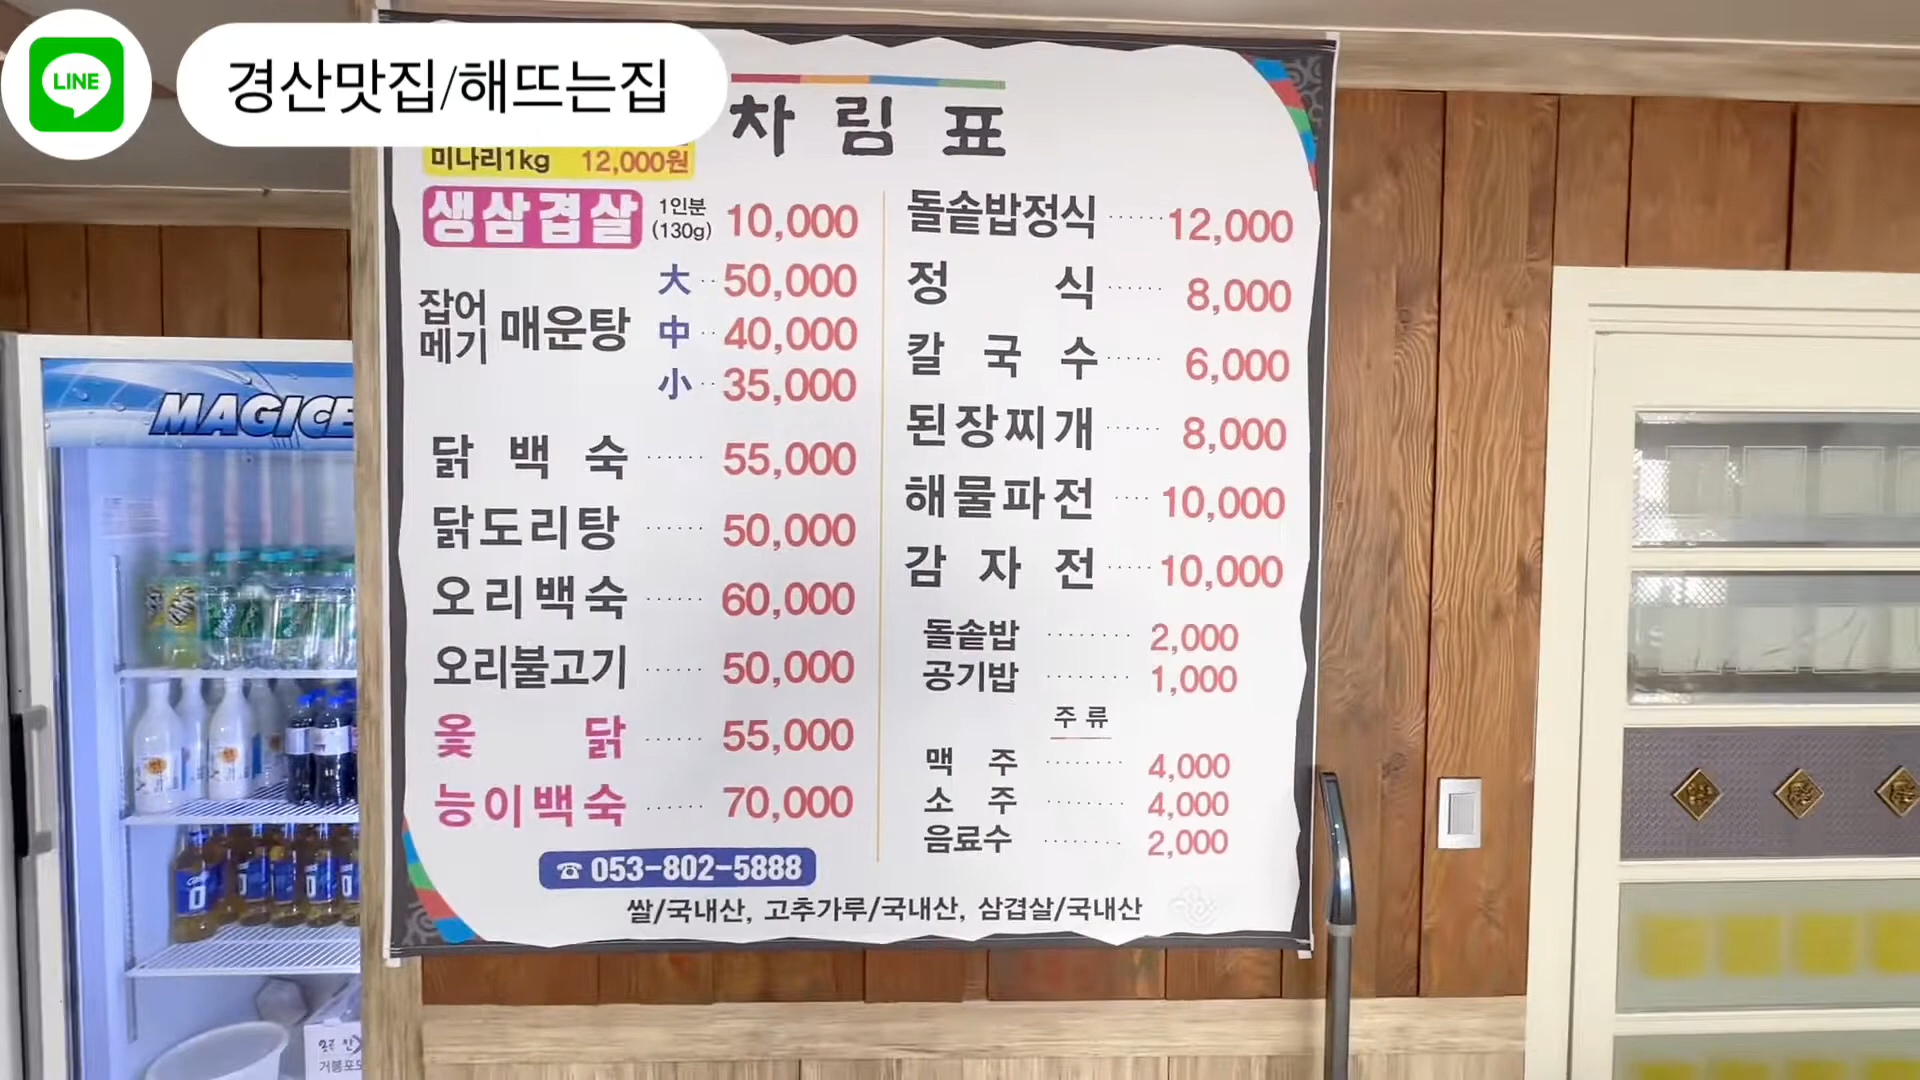 LINE
경산맛집/해뜨는집
차림표
미나리1kg 12,000원
생삼겹살 1인분 (130g) 10,000
잡어 메기 매운탕 大 50,000
中 40,000
小 35,000
닭백숙 55,000
닭도리탕 50,000
오리백숙 60,000
오리불고기 50,000
옻닭 55,000
능이백숙 70,000
☎ 053-802-5888
돌솥밥정식 12,000
정식 8,000
칼국수 6,000
된장찌개 8,000
해물파전 10,000
감자전 10,000
돌솥밥 2,000
공기밥 1,000
주류
맥주 4,000
소주 4,000
음료수 2,000
쌀/국내산, 고추가루/국내산, 삼겹살/국내산
MAGICE